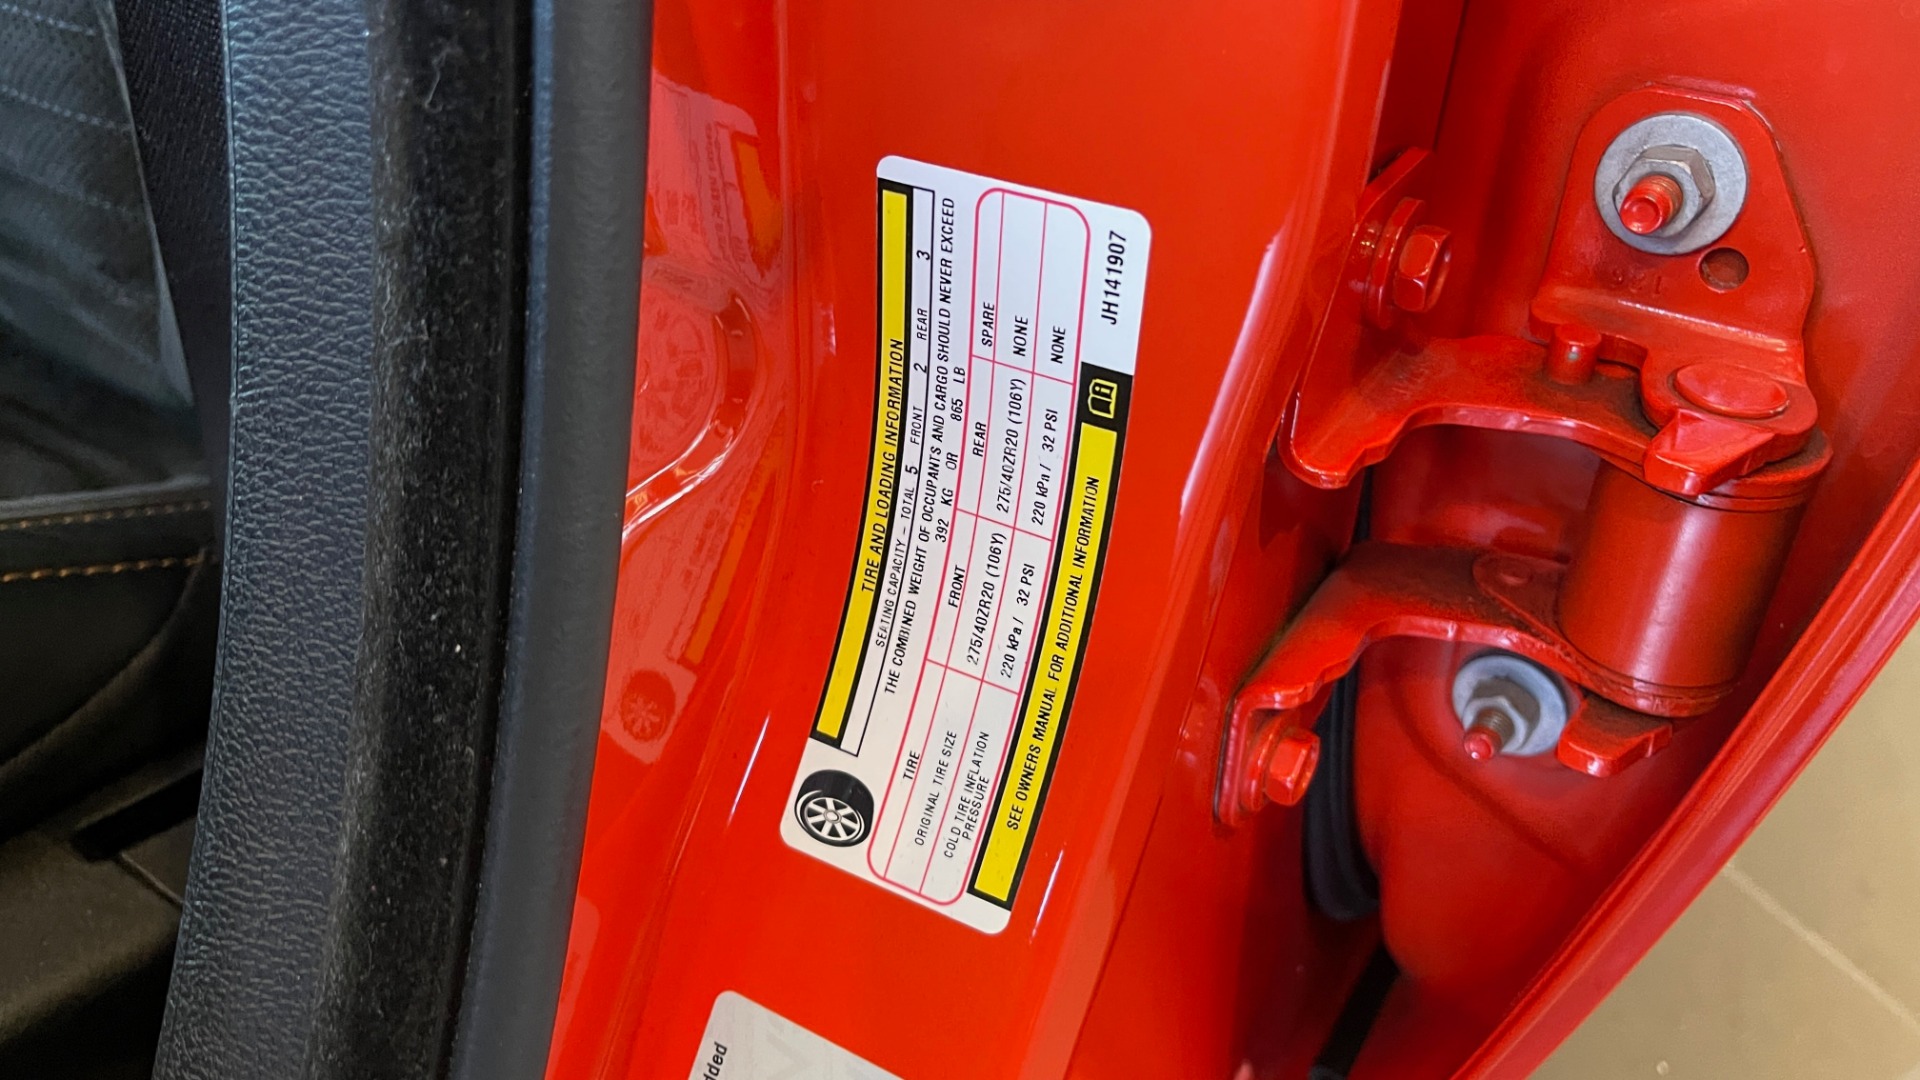 TIRE AND LOADING INFORMATION
SEATING CAPACITY – TOTAL 5 FRONT 2 REAR 3
THE COMBINED WEIGHT OF OCCUPANTS AND CARGO SHOULD NEVER EXCEED
392 KG OR 865 LB
TIRE FRONT REAR SPARE
ORIGINAL TIRE SIZE 275/40ZR20 (106Y) 275/40ZR20 (106Y) NONE
COLD TIRE INFLATION
PRESSURE 220 kPa / 32 PSI 220 kPa / 32 PSI NONE
SEE OWNERS MANUAL FOR ADDITIONAL INFORMATION
JH141907